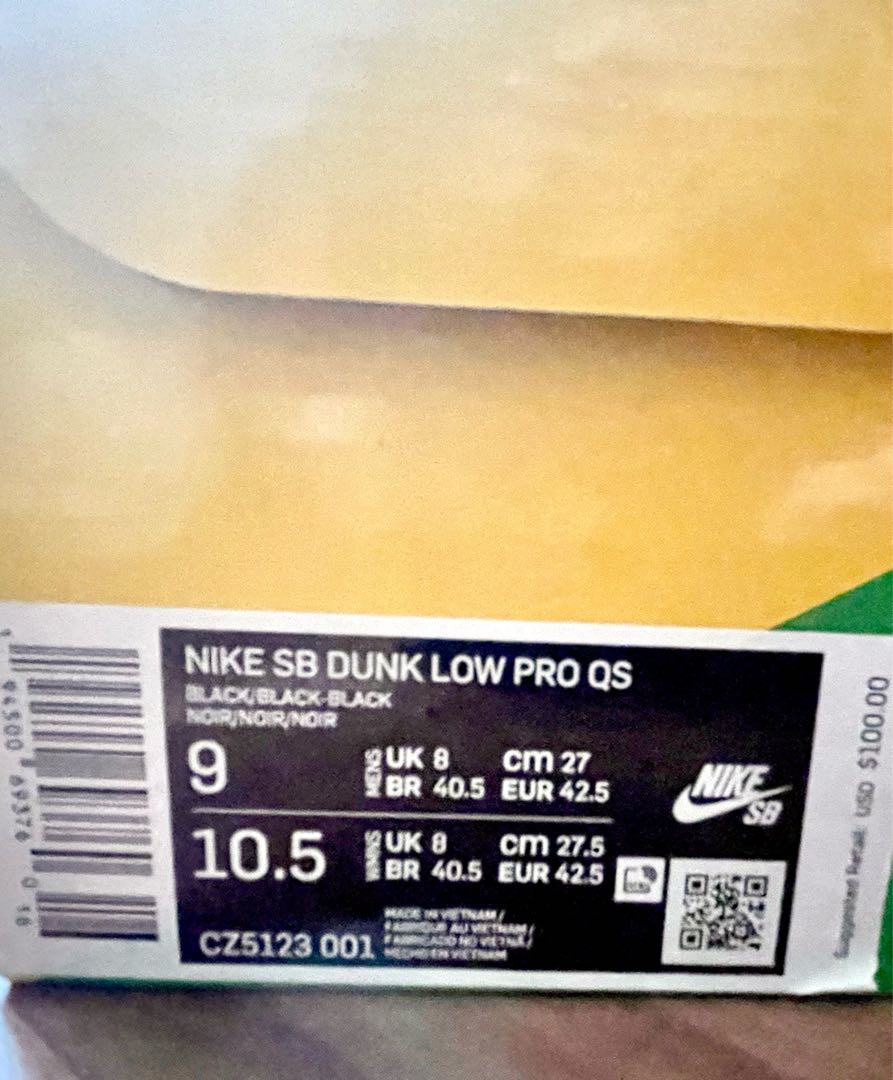 NIKE SB DUNK LOW PRO QS
BLACK/BLACK-BLACK
NOIR/NOIR/NOIR
9
MENS
UK 8 cm 27
BR 40.5 EUR 42.5
10.5
WMNS
UK 8 cm 27.5
BR 40.5 EUR 42.5
CZ5123 001
MADE IN VIETNAM /
FABRIQUE AU VIETNAM /
FABRICADO NO VIETNÃ /
HECHO EN VIETNAM
NIKE
SB
Suggested Retail: USD $100.00